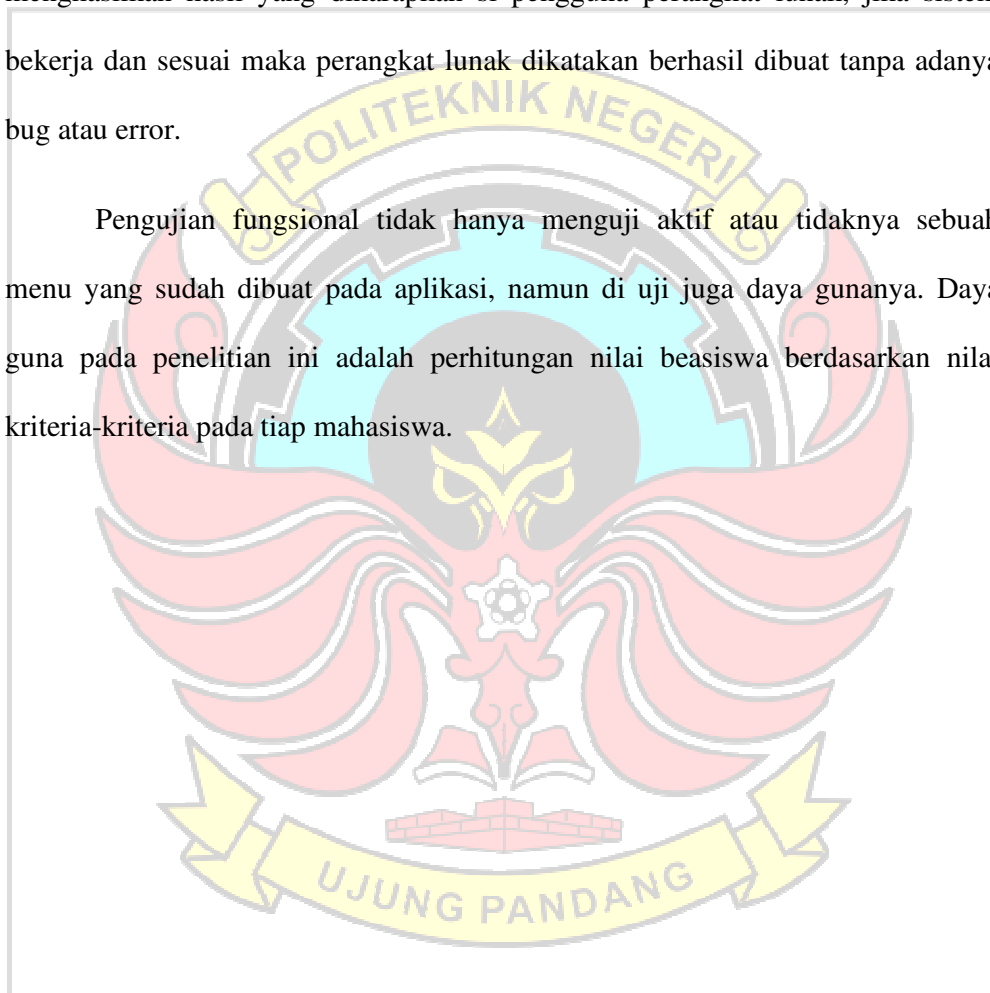 bekerja dan sesuai maka perangkat lunak dikatakan berhasil dibuat tanpa adanya
bug atau error.
POLITEKNIK NEGERI
Pengujian fungsional tidak hanya menguji aktif atau tidaknya sebuah
menu yang sudah dibuat pada aplikasi, namun di uji juga daya gunanya. Daya
guna pada penelitian ini adalah perhitungan nilai beasiswa berdasarkan nilai
kriteria-kriteria pada tiap mahasiswa.
UJUNG PANDANG